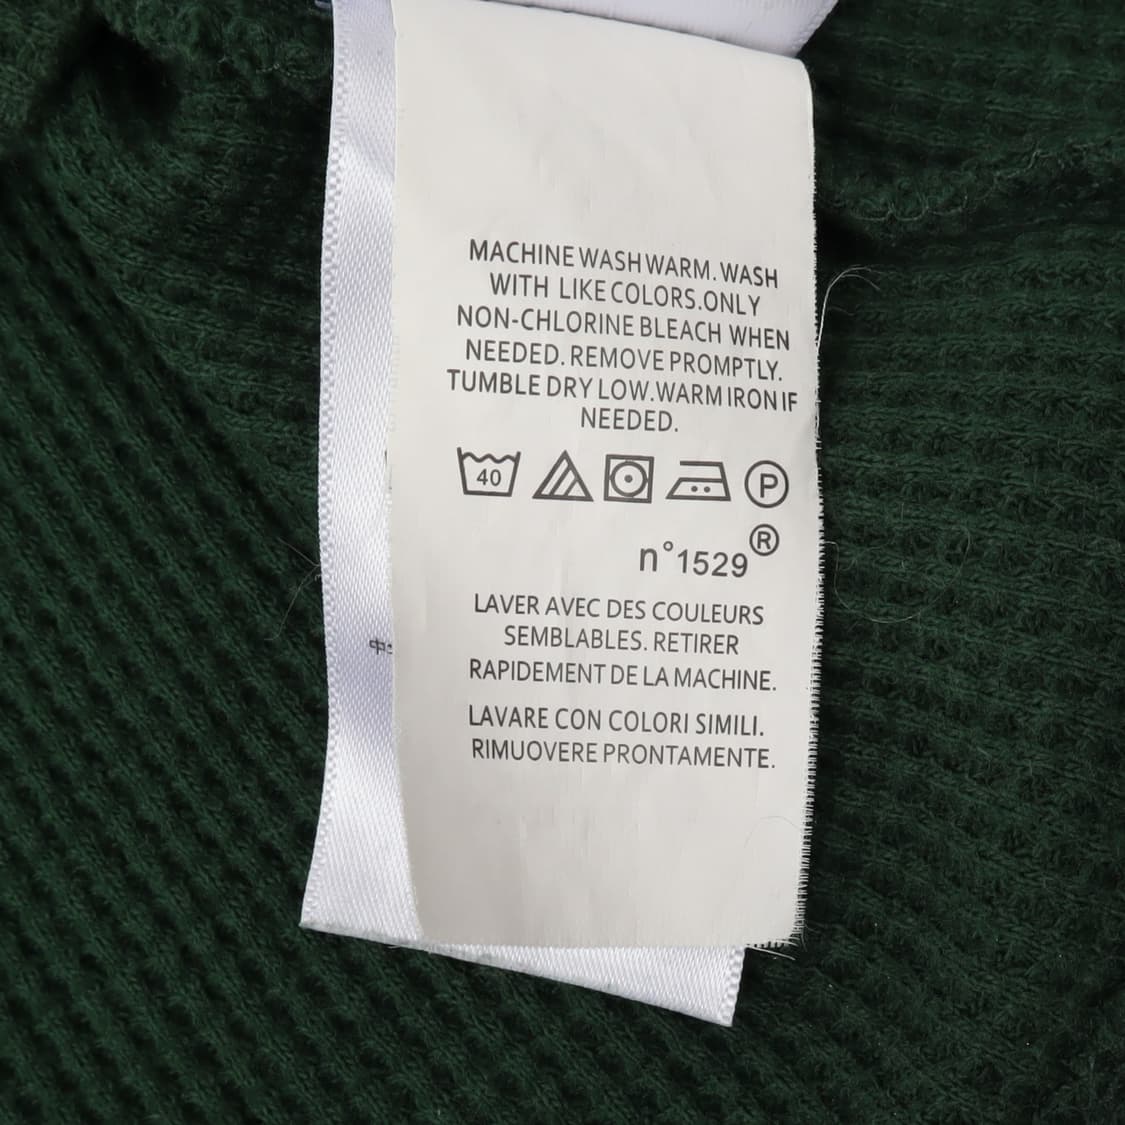 MACHINE WASH WARM. WASH
WITH LIKE COLORS.ONLY
NON-CHLORINE BLEACH WHEN
NEEDED. REMOVE PROMPTLY.
TUMBLE DRY LOW.WARM IRON IF
NEEDED.
40 P
n°1529®
LAVER AVEC DES COULEURS
SEMBLABLES. RETIRER
RAPIDEMENT DE LA MACHINE.
LAVARE CON COLORI SIMILI.
RIMUOVERE PRONTAMENTE.
中